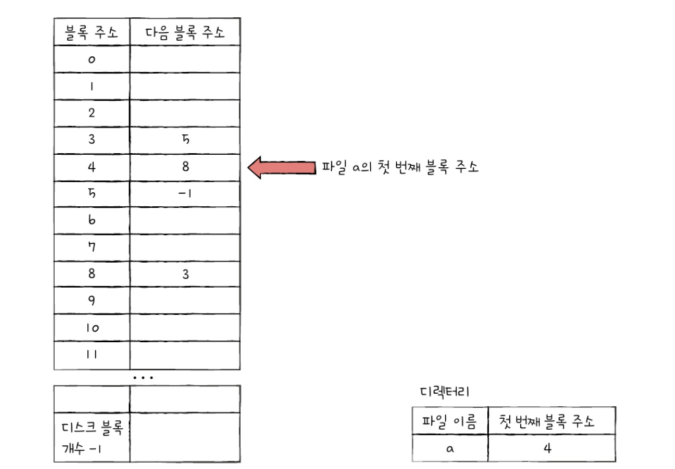 블록 주소 다음 블록 주소
0
1
2
3 5
4 8
파일 a의 첫 번째 블록 주소
5 -1
6
7
8 3
9
10
11
...
디스크 블록
개수 -1
디렉터리
파일 이름 첫 번째 블록 주소
a 4